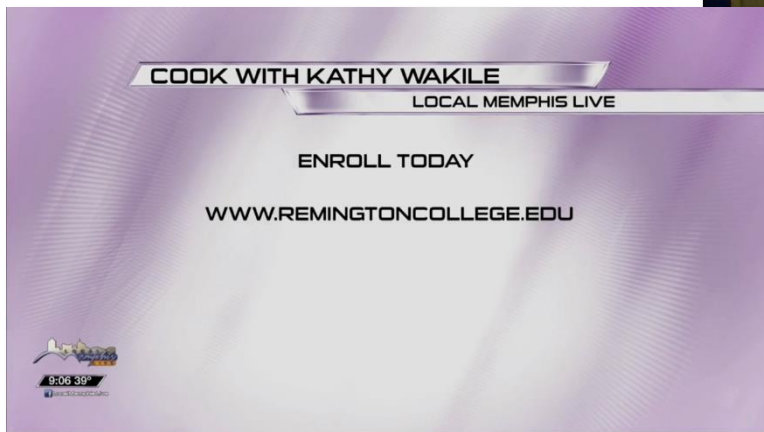 COOK WITH KATHY WAKILE
LOCAL MEMPHIS LIVE
ENROLL TODAY
WWW.REMINGTONCOLLEGE.EDU
9:06 39°